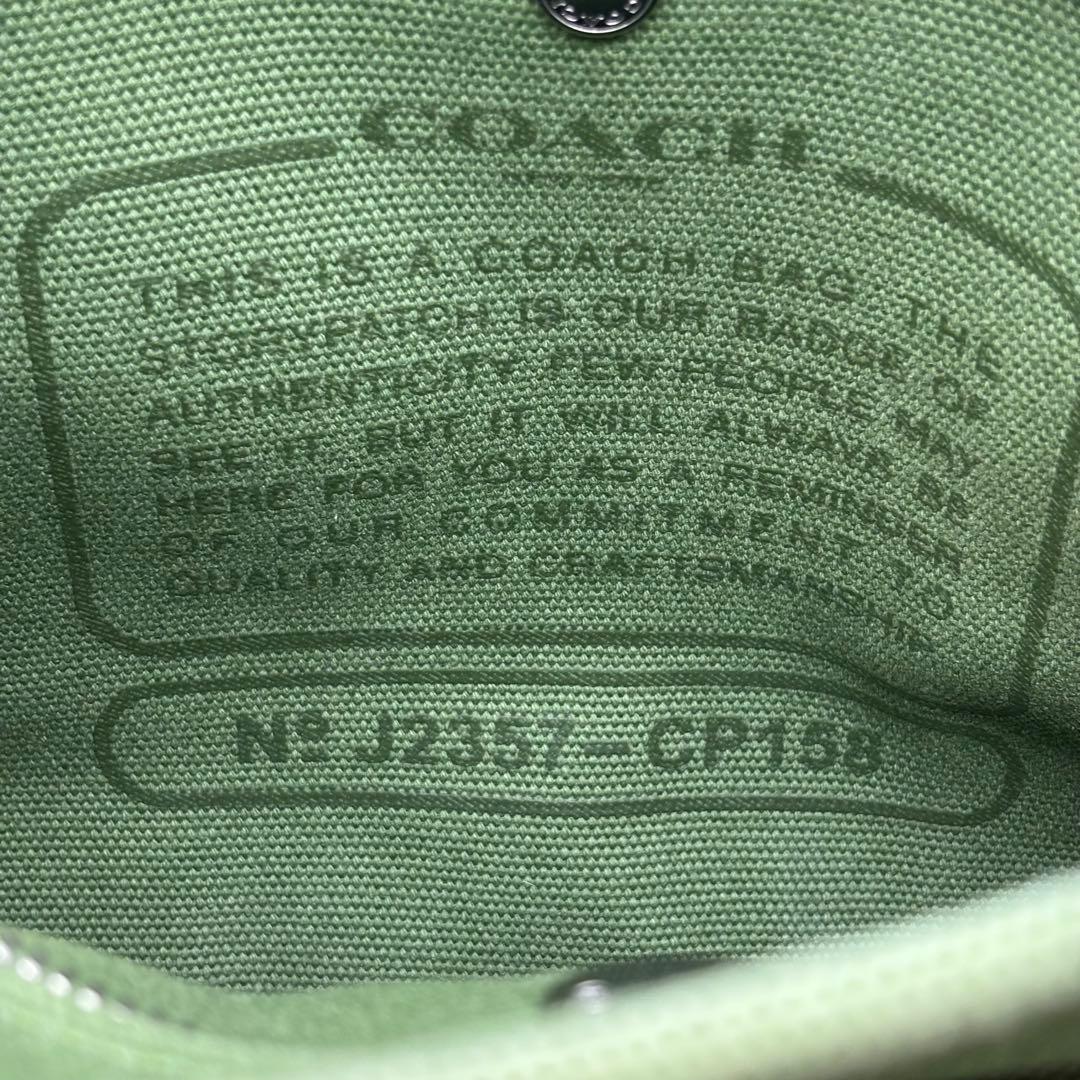 COACH
THIS IS A COACH BAG. THE
STORYPATCH IS OUR BADGE OF
AUTHENTICITY. FEW PEOPLE MAY
SEE IT, BUT IT WILL ALWAYS BE
HERE FOR YOU AS A REMINDER
OF OUR COMMITMENT TO
QUALITY AND CRAFTSMANSHIP.
Nº J2357-CP158